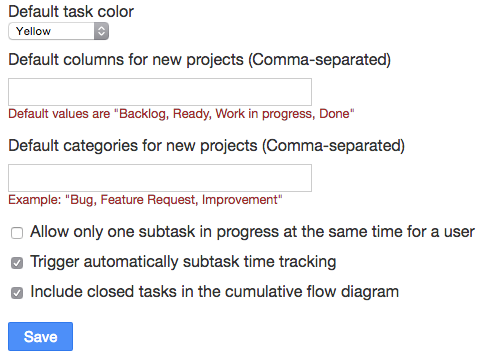 Default task color
Yellow
Default columns for new projects (Comma-separated)
Default values are "Backlog, Ready, Work in progress, Done"
Default categories for new projects (Comma-separated)
Example: "Bug, Feature Request, Improvement"
Allow only one subtask in progress at the same time for a user
Trigger automatically subtask time tracking
Include closed tasks in the cumulative flow diagram
Save